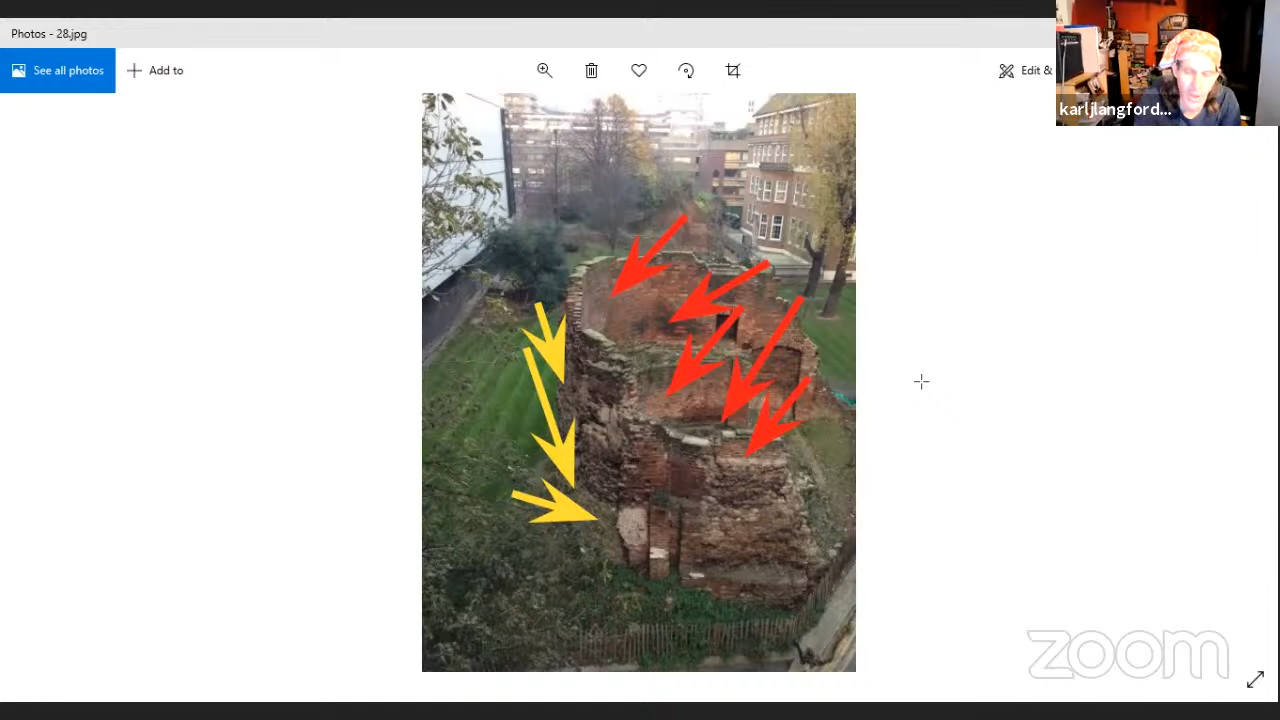 Photos - 28.jpg
See all photos
Add to
Edit &
karljlangford...
zoom